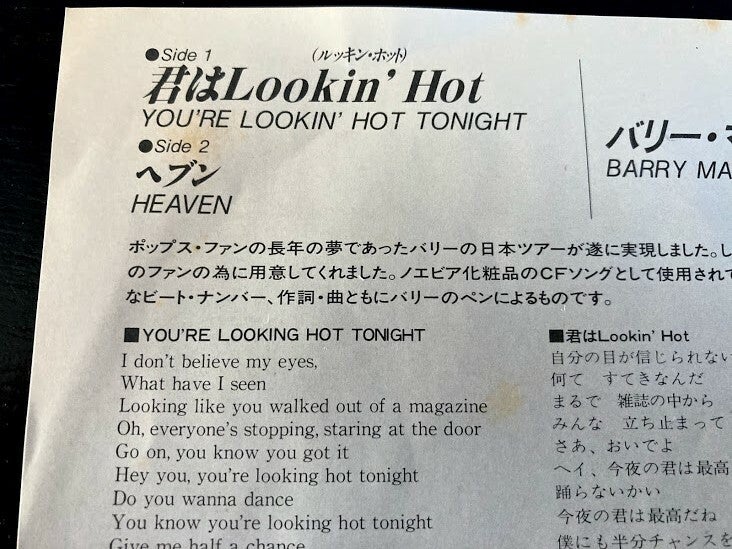 ●Side 1
(ルッキン・ホット)
君はLookin' Hot
YOU'RE LOOKIN' HOT TONIGHT
●Side 2
ヘブン
HEAVEN
バリー・
BARRY MA
ポップス・ファンの長年の夢であったバリーの日本ツアーが遂に実現しました。し
のファンの為に用意してくれました。ノエビア化粧品のCFソングとして使用されて
なビート・ナンバー、作詞・曲ともにバリーのペンによるものです。
■YOU'RE LOOKING HOT TONIGHT
I don't believe my eyes,
What have I seen
Looking like you walked out of a magazine
Oh, everyone's stopping, staring at the door
Go on, you know you got it
Hey you, you're looking hot tonight
Do you wanna dance
You know you're looking hot tonight
Give me half a chance
■君はLookin' Hot
自分の目が信じられない
何て すてきなんだ
まるで 雑誌の中から
みんな 立ち止まって
さあ、おいでよ
ヘイ、今夜の君は最高
踊らないかい
今夜の君は最高だね
僕にも半分チャンスを